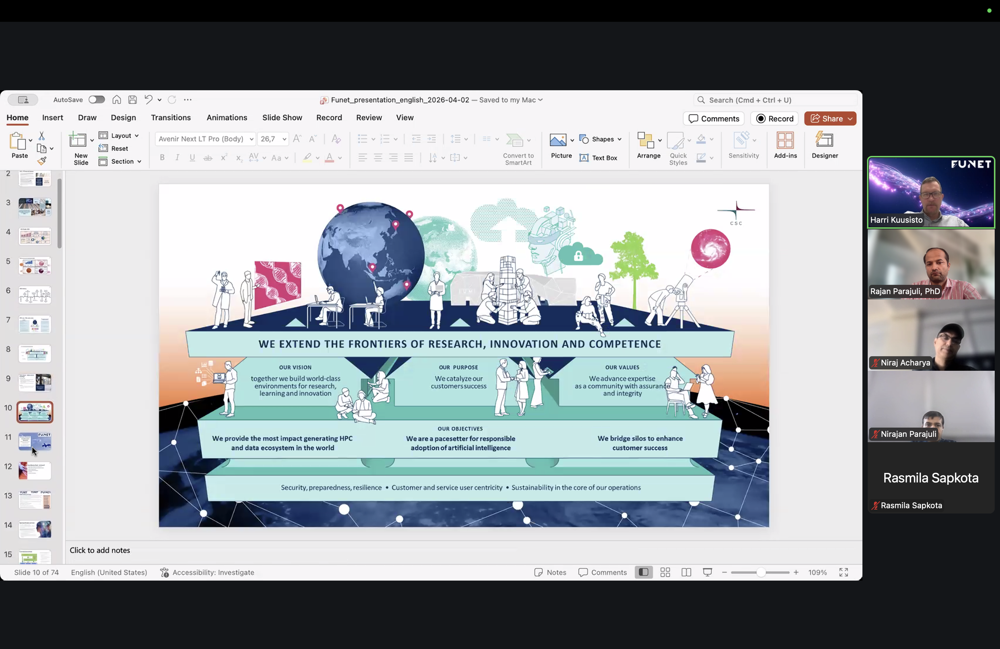 AutoSave
Funet_presentation_english_2026-04-02 — Saved to my Mac
Search (Cmd + Ctrl + U)
Home Insert Draw Design Transitions Animations Slide Show Record Review View
Comments Record Share
Paste
New Slide
Layout
Reset
Section
Avenir Next LT Pro (Body) 26,7
Convert to SmartArt
Picture
Shapes
Text Box
Arrange
Quick Styles
Sensitivity
Add-ins
Designer
2
3
4
5
6
7
8
9
10
11
FUNET
12
13
14
15
CSC
WE EXTEND THE FRONTIERS OF RESEARCH, INNOVATION AND COMPETENCE
OUR VISION
together we build world-class
environments for research,
learning and innovation
OUR PURPOSE
We catalyze our
customers success
OUR VALUES
We advance expertise
as a community with assurance
and integrity
OUR OBJECTIVES
We provide the most impact generating HPC
and data ecosystem in the world
We are a pacesetter for responsible
adoption of artificial intelligence
We bridge silos to enhance
customer success
Security, preparedness, resilience • Customer and service user centricity • Sustainability in the core of our operations
Click to add notes
Slide 10 of 74
English (United States)
Accessibility: Investigate
Notes
Comments
109%
FUNET
Harri Kuusisto
Rajan Parajuli, PhD
Niraj Acharya
Nirajan Parajuli
Rasmila Sapkota
Rasmila Sapkota